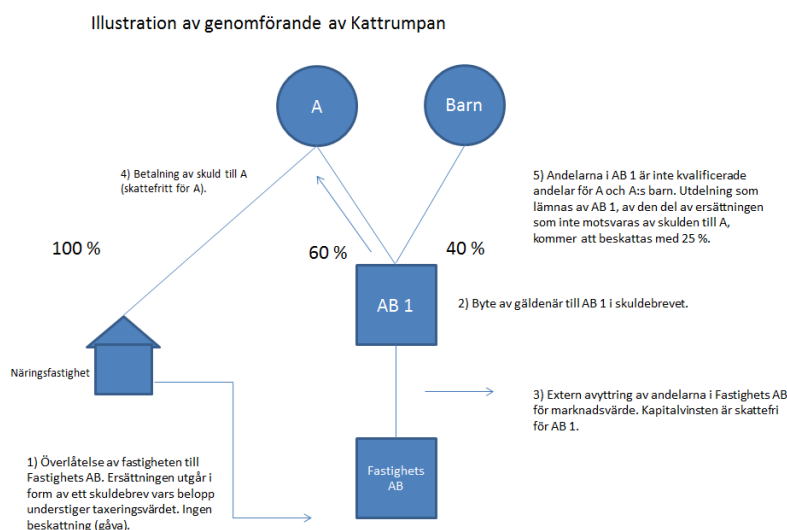 Illustration av genomförande av Kattrumpan
A
Barn
4) Betalning av skuld till A
(skattefritt för A).
5) Andelarna i AB 1 är inte kvalificerade
andelar för A och A:s barn. Utdelning som
lämnas av AB 1, av den del av ersättningen
som inte motsvaras av skulden till A,
kommer att beskattas med 25 %.
100 %
60 %
40 %
AB 1
2) Byte av gäldenär till AB 1 i skuldebrevet.
Näringsfastighet
3) Extern avyttring av andelarna i Fastighets AB
för marknadsvärde. Kapitalvinsten är skattefri
för AB 1.
1) Överlåtelse av fastigheten till
Fastighets AB. Ersättningen utgår i
form av ett skuldebrev vars belopp
understiger taxeringsvärdet. Ingen
beskattning (gåva).
Fastighets
AB